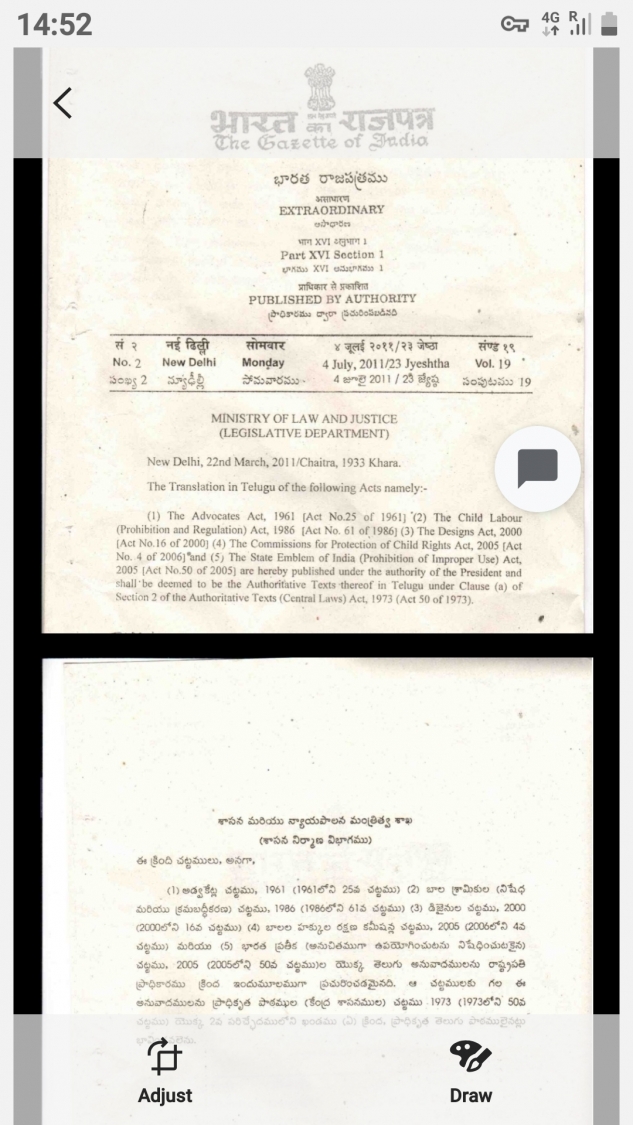 14:52
4G R
भारत का राजपत्र
The Gazette of India
భారత రాజపత్రము
असाधारण
EXTRAORDINARY
అసాధారణ
भाग XVI अनुभाग 1
Part XVI Section 1
భాగము XVI అనుభాగము 1
प्राधिकार से प्रकाशित
PUBLISHED BY AUTHORITY
ప్రాధికారము ద్వారా ప్రచురింపబడినది
सं २ नई दिल्ली सोमवार ४ जूलई २०११/२३ जेष्ठा संण्ड १९
No. 2 New Delhi Monday 4 July, 2011/23 Jyeshtha Vol. 19
సంఖ్య 2 న్యూఢిల్లీ సోమవారము 4 జూలై 2011 / 23 జ్యేష్ఠ సంపుటము 19
MINISTRY OF LAW AND JUSTICE
(LEGISLATIVE DEPARTMENT)
New Delhi, 22nd March, 2011/Chaitra, 1933 Khara.
The Translation in Telugu of the following Acts namely:-
(1) The Advocates Act, 1961 [Act No.25 of 1961] (2) The Child Labour
(Prohibition and Regulation) Act, 1986 [Act No. 61 of 1986] (3) The Designs Act, 2000
[Act No.16 of 2000] (4) The Commissions for Protection of Child Rights Act, 2005 [Act
No. 4 of 2006] and (5) The State Emblem of India (Prohibition of Improper Use) Act,
2005 [Act No.50 of 2005] are hereby published under the authority of the President and
shall be deemed to be the Authoritative Texts thereof in Telugu under Clause (a) of
Section 2 of the Authoritative Texts (Central Laws) Act, 1973 (Act 50 of 1973).
శాసన మరియు న్యాయపాలన మంత్రిత్వ శాఖ
(శాసన నిర్మాణ విభాగము)
ఈ క్రింది చట్టములు, అనగా,
(1) అడ్వకేట్ల చట్టము, 1961 (1961లోని 25వ చట్టము) (2) బాల శ్రామికుల (నిషేధ
మరియు క్రమబద్ధీకరణ) చట్టము, 1986 (1986లోని 61వ చట్టము) (3) డిజైనుల చట్టము, 2000
(2000లోని 16వ చట్టము) (4) బాలల హక్కుల రక్షణ కమీషన్ల చట్టము, 2005 (2006లోని 4వ
చట్టము) మరియు (5) భారత ప్రతీక (అనుచితముగా ఉపయోగించుటను నిషేధించుటకైన)
చట్టము, 2005 (2005లోని 50వ చట్టము)ల యొక్క తెలుగు అనువాదములను రాష్ట్రపతి
ప్రాధికారము క్రింద ఇందుమూలముగా ప్రచురించడమైనది. ఆ చట్టములకు గల ఈ
అనువాదములను ప్రాధికృత పాఠముల (కేంద్ర శాసనముల) చట్టము 1973 (1973లోని 50వ
చట్టము) యొక్క 2వ పరిచ్ఛేదములోని ఖండము (ఎ) క్రింద, ప్రాధికృత తెలుగు పాఠములైనట్లు
Adjust Draw